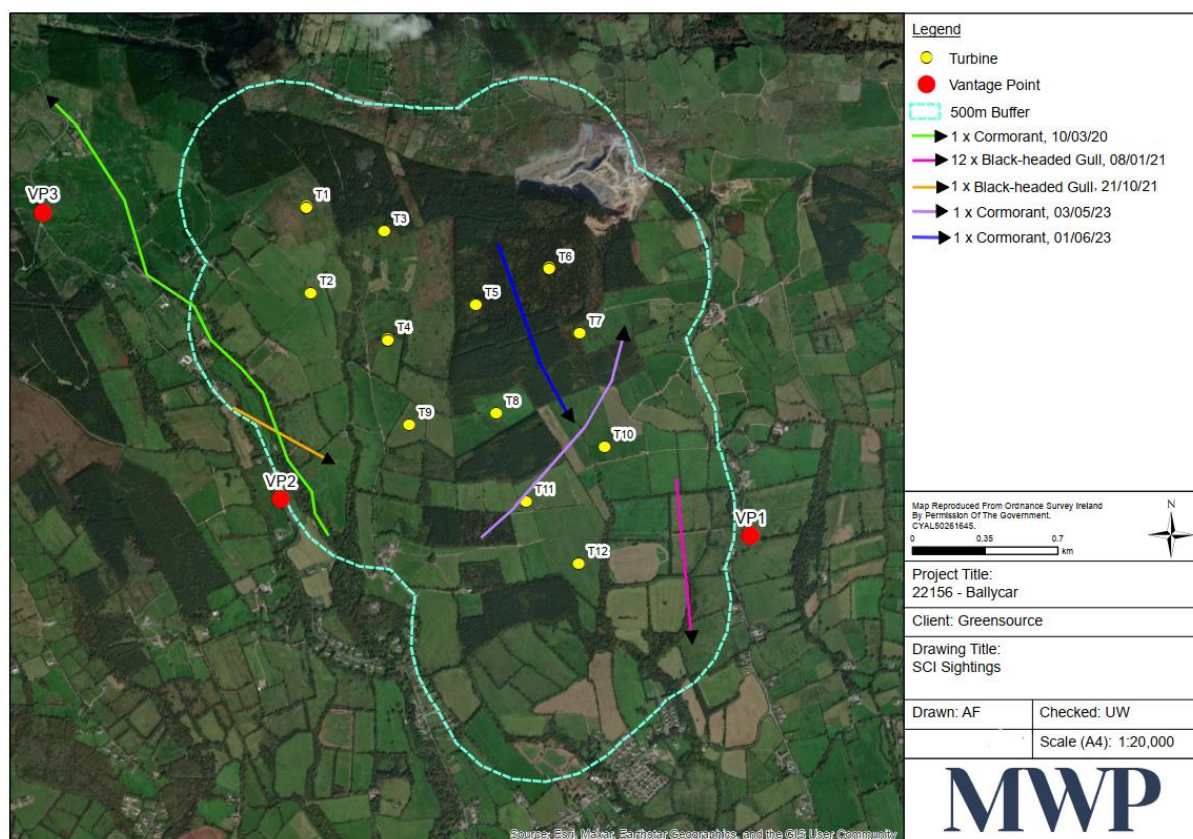 T1
T3
VP3
T6
T2
T5
T7
T4
T8
T9
T10
VP2
T11
VP1
T12
Source: Esri, Maxar, Earthstar Geographics, and the GIS User Community
Legend
Turbine
Vantage Point
500m Buffer
1 x Cormorant, 10/03/20
12 x Black-headed Gull, 08/01/21
1 x Black-headed Gull, 21/10/21
1 x Cormorant, 03/05/23
1 x Cormorant, 01/06/23
Map Reproduced From Ordnance Survey Ireland
By Permission Of The Government.
CYAL50261645.
N
0 0.35 0.7
km
Project Title:
22156 - Ballycar
Client: Greensource
Drawing Title:
SCI Sightings
Drawn: AF
Checked: UW
Scale (A4): 1:20,000
MWP